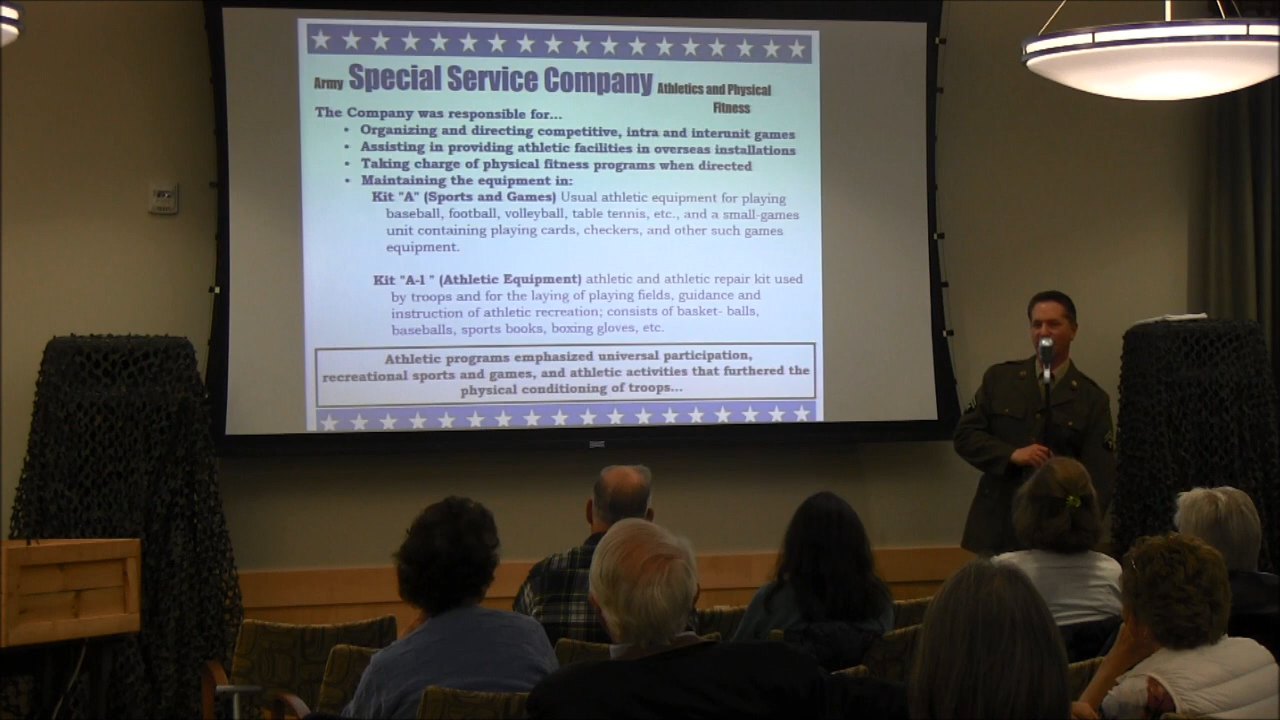 Army Special Service Company Athletics and Physical
Fitness
The Company was responsible for...
• Organizing and directing competitive, intra and interunit games
• Assisting in providing athletic facilities in overseas installations
• Taking charge of physical fitness programs when directed
• Maintaining the equipment in:
Kit "A" (Sports and Games) Usual athletic equipment for playing
baseball, football, volleyball, table tennis, etc., and a small-games
unit containing playing cards, checkers, and other such games
equipment.
Kit "A-1 " (Athletic Equipment) athletic and athletic repair kit used
by troops and for the laying of playing fields, guidance and
instruction of athletic recreation; consists of basket- balls,
baseballs, sports books, boxing gloves, etc.
Athletic programs emphasized universal participation,
recreational sports and games, and athletic activities that furthered the
physical conditioning of troops...